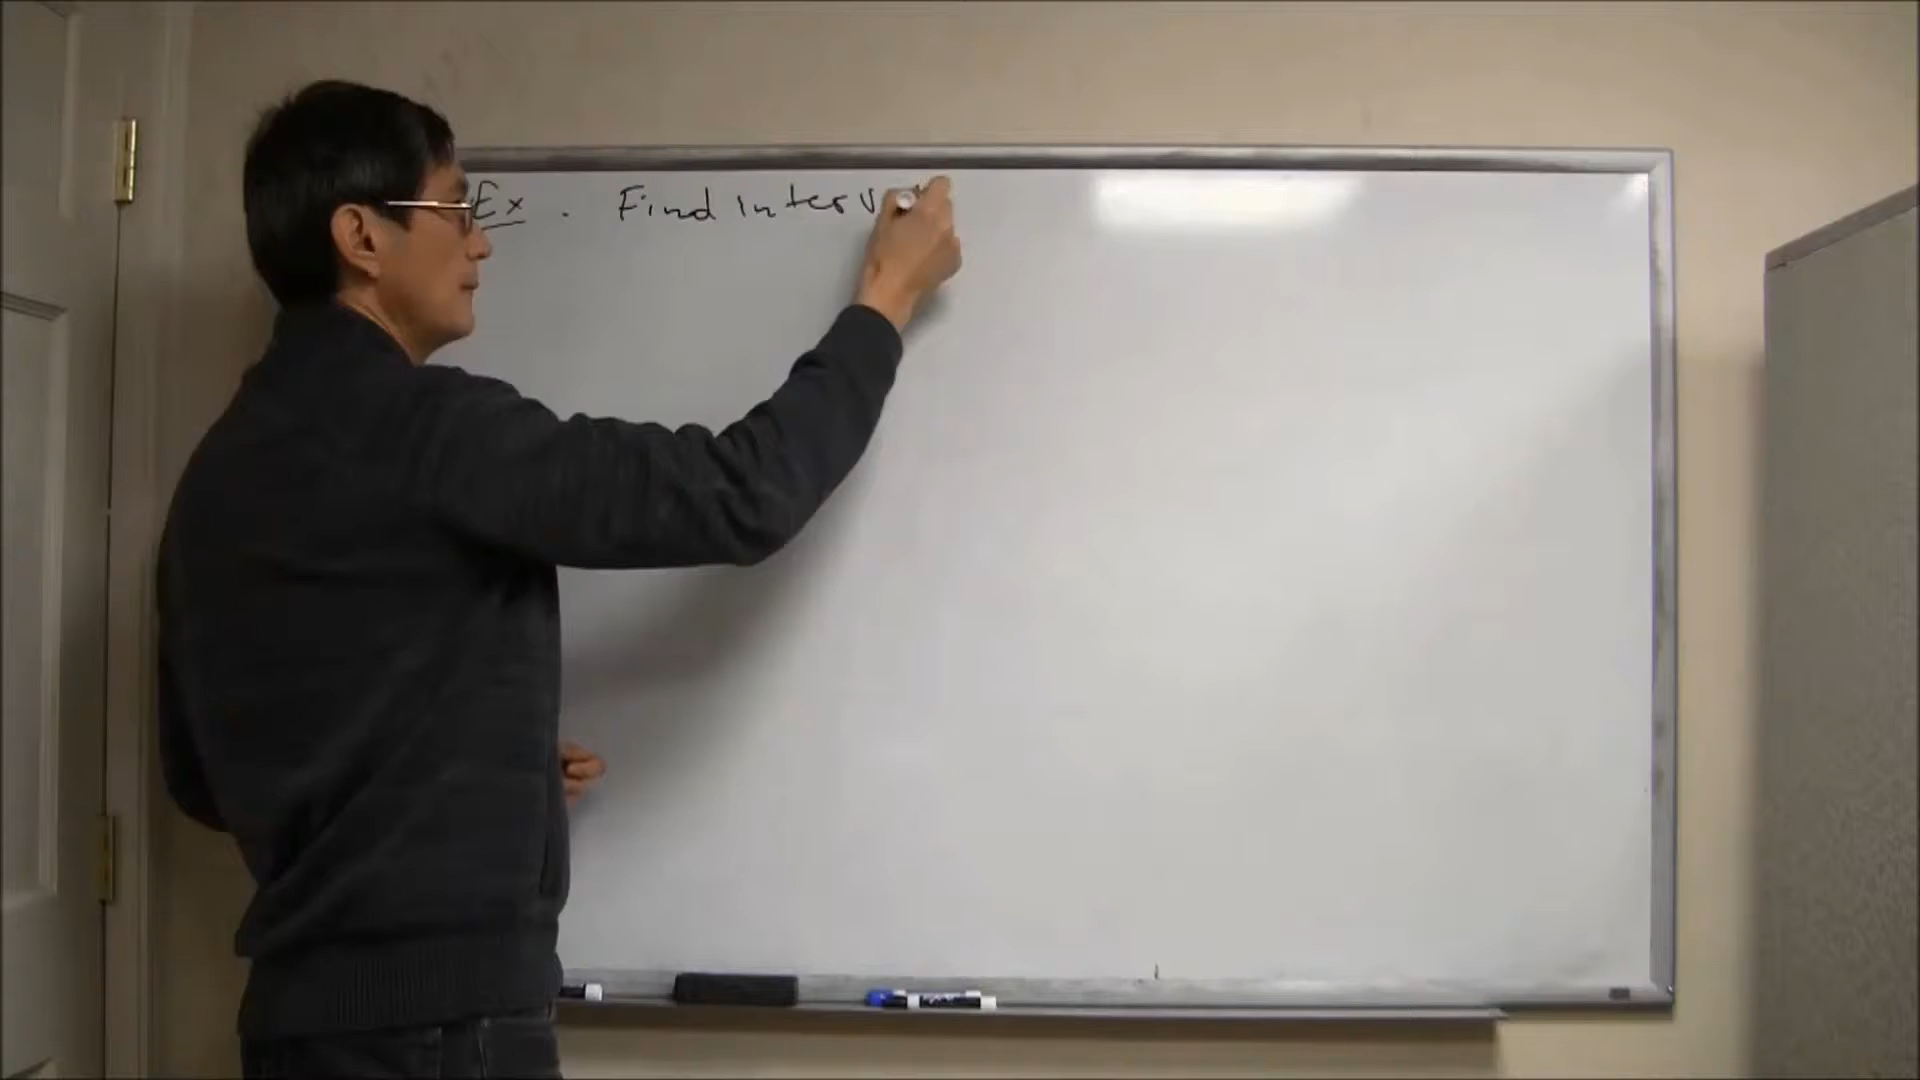 Ex . Find interv